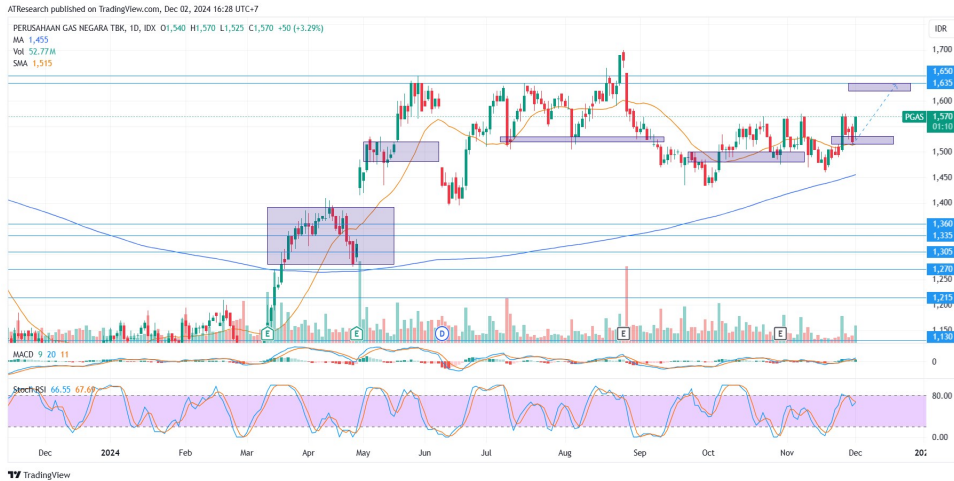 ATResearch published on TradingView.com, Dec 02, 2024 16:28 UTC+7
PERUSAHAAN GAS NEGARA TBK, 1D, IDX O1,540 H1,570 L1,525 C1,570 +50 (+3.29%)
MA 1,455
Vol 52.77M
SMA 1,515
IDR
1,700
1,650
1,635
1,600
PGAS 1,570
01:10
1,500
1,450
1,400
1,360
1,335
1,305
1,270
1,250
1,215
1,150
1,130
E E D E E
MACD 9 20 11
0
Stoch RSI 66.55 67.69
80.00
0.00
Dec 2024 Feb Mar Apr May Jun Jul Aug Sep Oct Nov Dec
TradingView